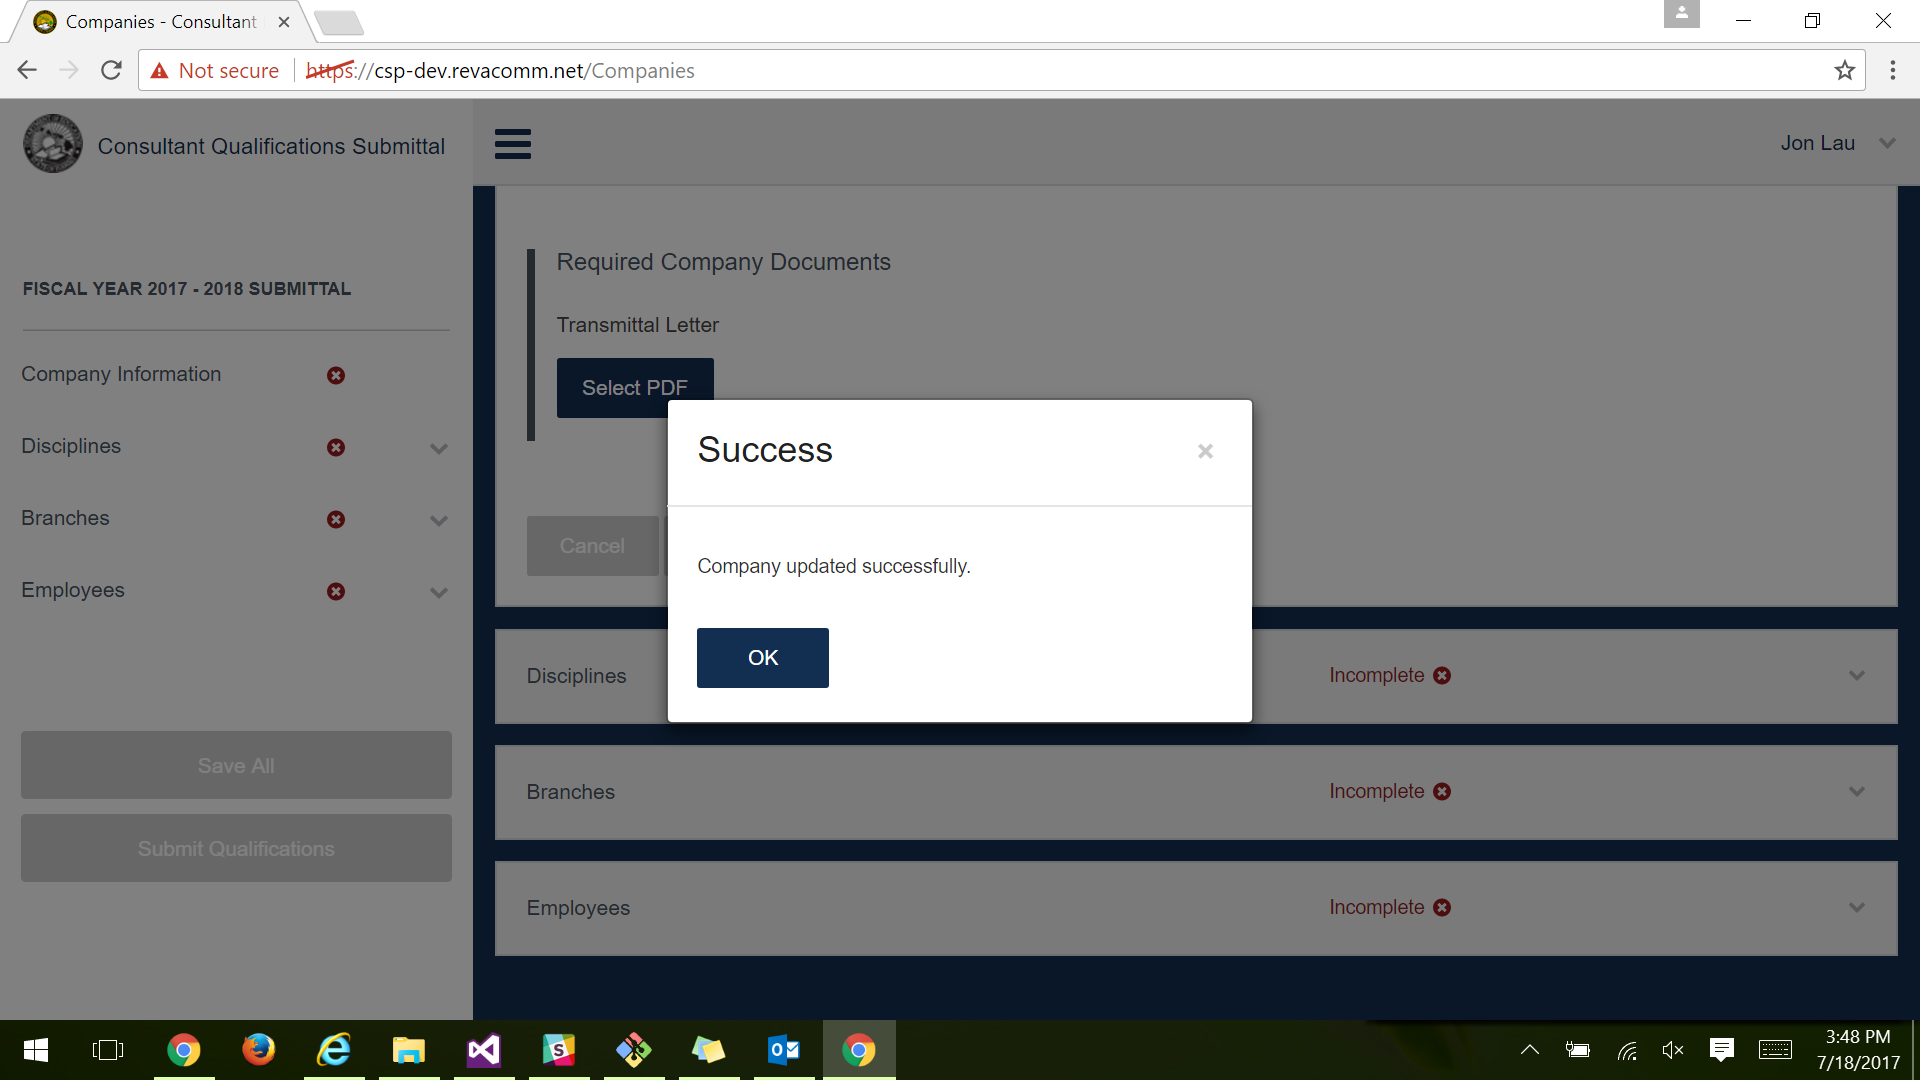 Companies - Consultant
Not secure
https://csp-dev.revacomm.net/Companies
Consultant Qualifications Submittal
Jon Lau
FISCAL YEAR 2017 - 2018 SUBMITTAL
Company Information
Disciplines
Branches
Employees
Save All
Submit Qualifications
Required Company Documents
Transmittal Letter
Select PDF
Cancel
Success
Company updated successfully.
OK
Disciplines
Incomplete
Branches
Incomplete
Employees
Incomplete
3:48 PM
7/18/2017